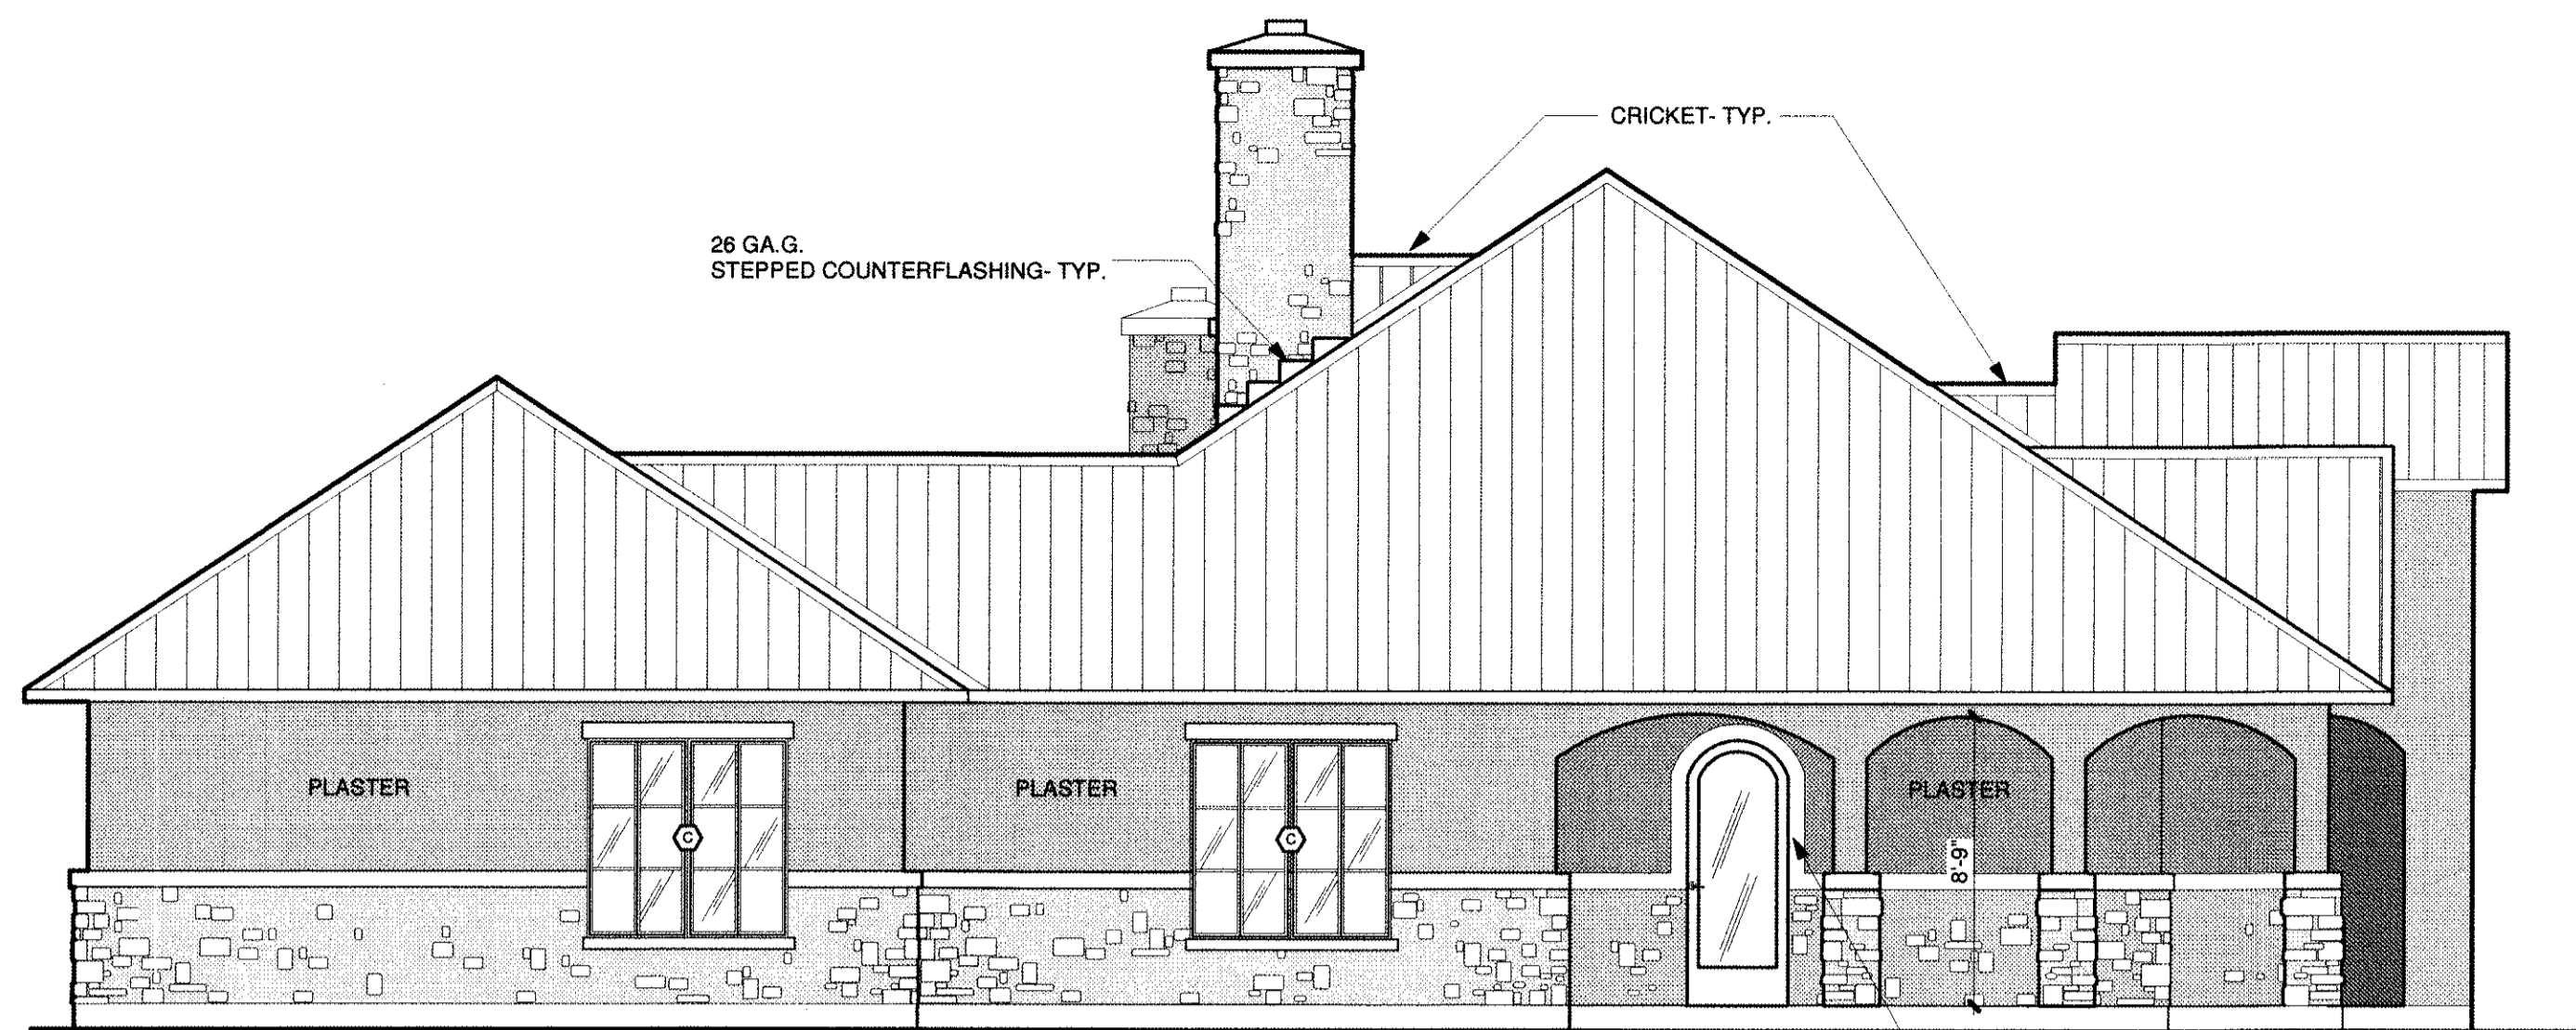 CRICKET- TYP.
26 GA.G.
STEPPED COUNTERFLASHING- TYP.
PLASTER
PLASTER
PLASTER
C
C
8'-9"